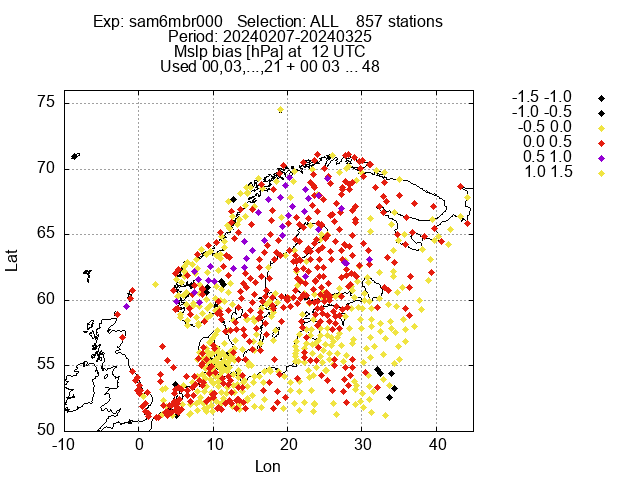 Exp: sam6mbr000 Selection: ALL 857 stations
Period: 20240207-20240325
Mslp bias [hPa] at 12 UTC
Used 00,03,...,21 + 00 03 ... 48
-1.5 -1.0
-1.0 -0.5
-0.5 0.0
0.0 0.5
0.5 1.0
1.0 1.5
75
70
65
60
55
50
Lat
-10 0 10 20 30 40
Lon